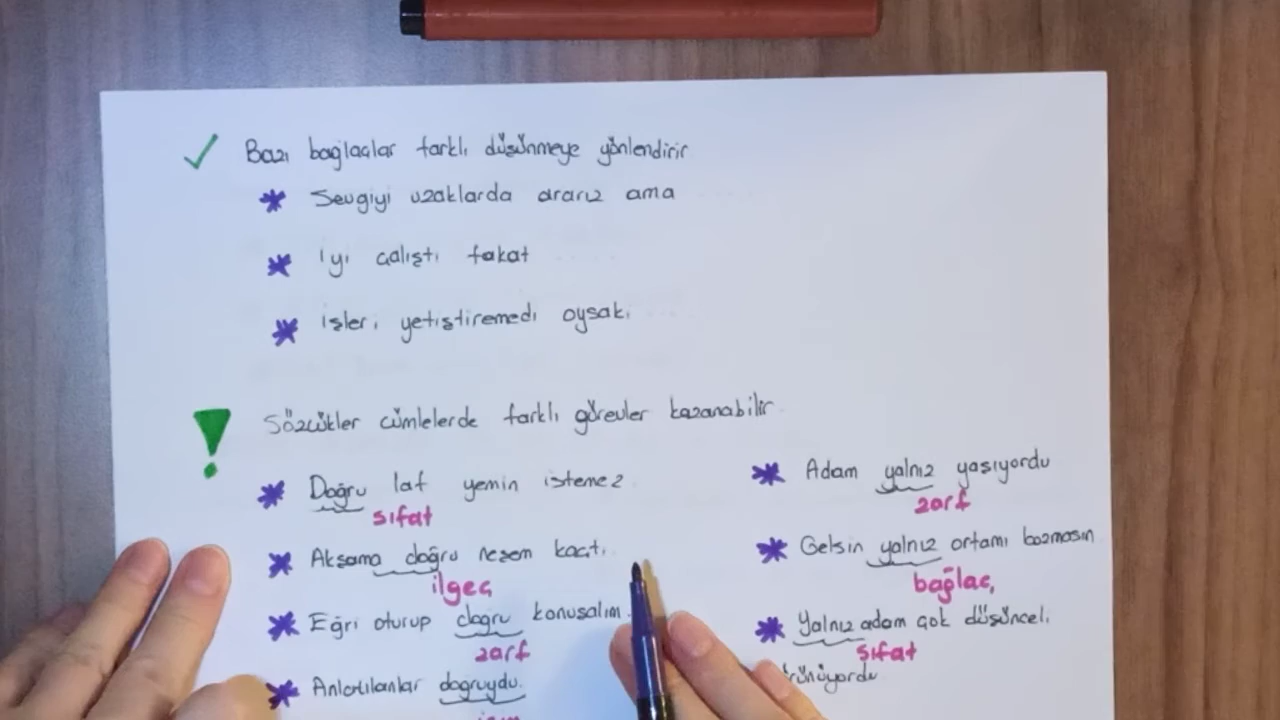 Bazı bağlaçlar farklı düşünmeye yönlendirir
Sevgiyi uzaklarda ararız ama
İyi çalıştı fakat
İşleri yetiştiremedi oysaki
Sözcükler cümlelerde farklı görevler kazanabilir
Doğru laf yemin istemez
sıfat
Akşama doğru neşem kaçtı
ilgeç
Eğri oturup doğru konuşalım
zarf
Anlatılanlar doğruydu.
isim
Adam yalnız yaşıyordu
zarf
Gelsin yalnız ortamı bozmasın
bağlaç
Yalnız adam çok düşünceli
sıfat